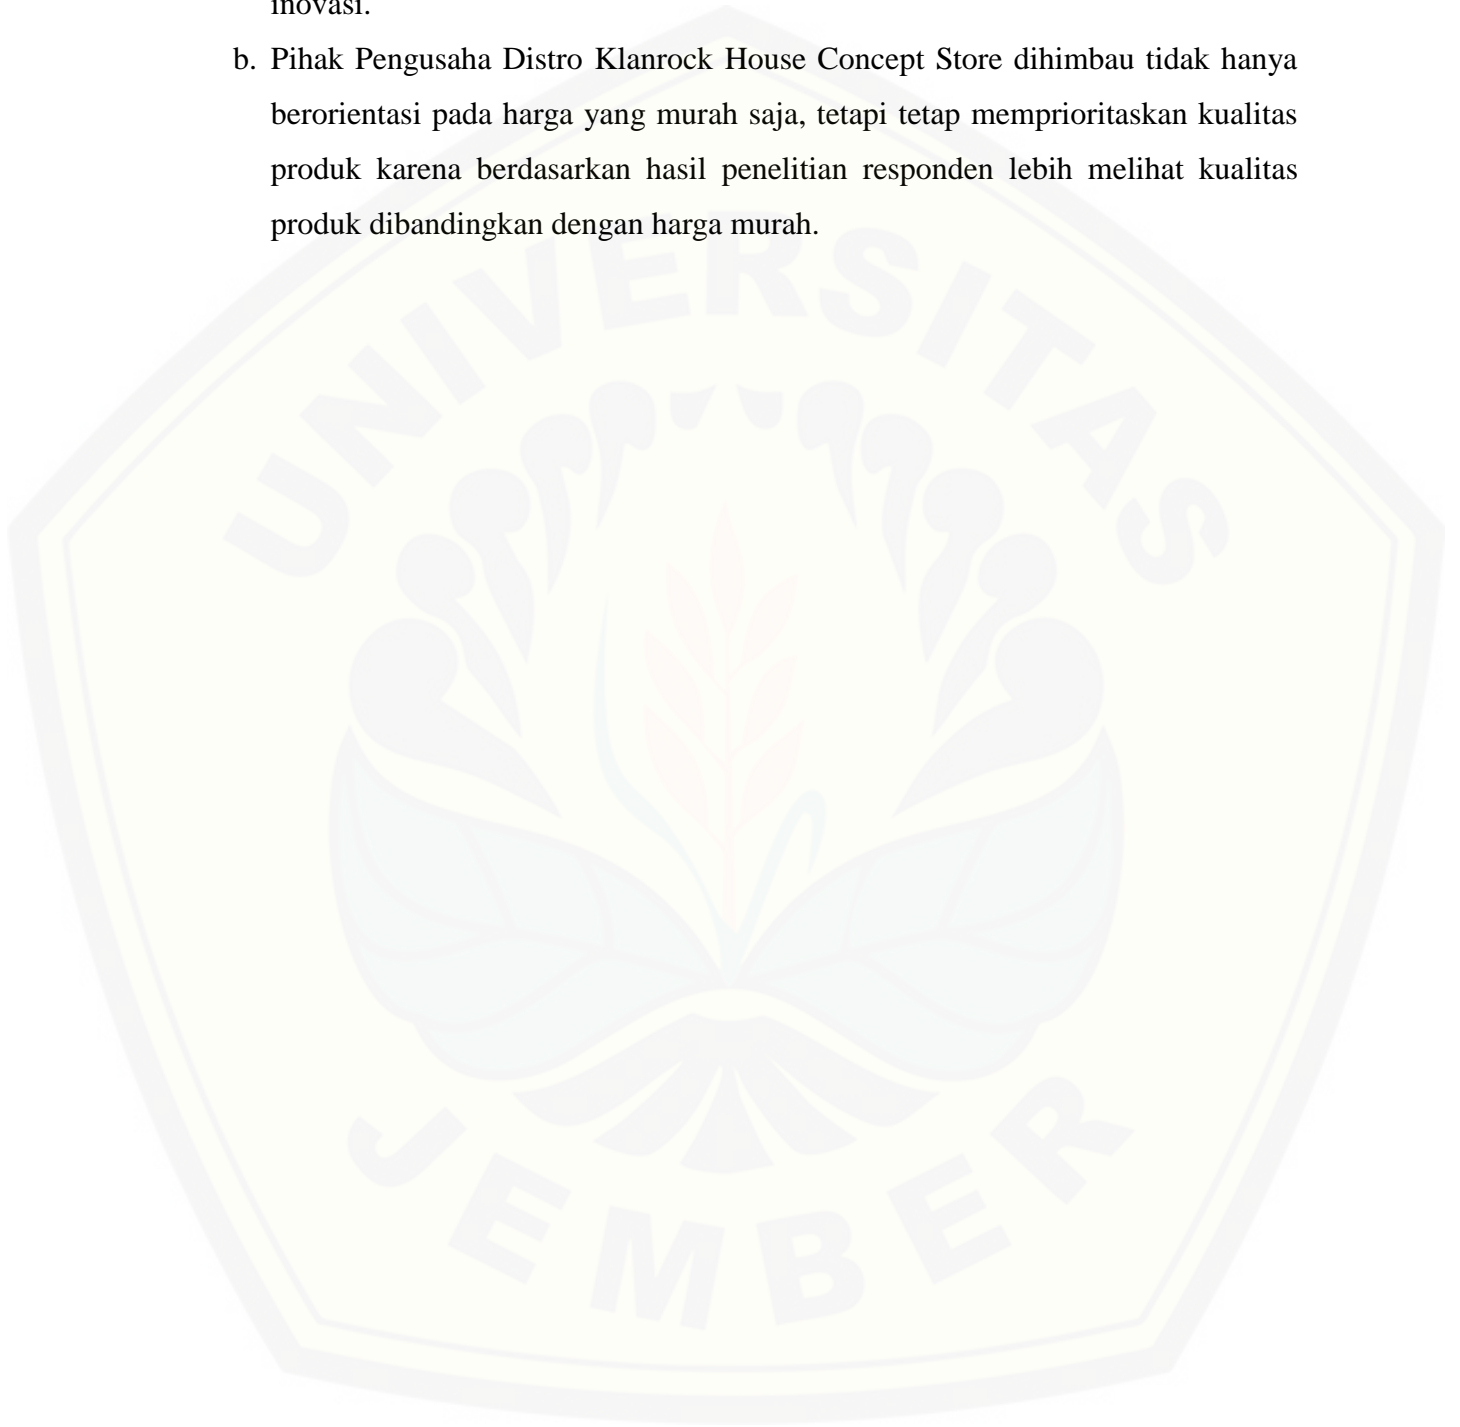 inovasi.
b. Pihak Pengusaha Distro Klanrock House Concept Store dihimbau tidak hanya
berorientasi pada harga yang murah saja, tetapi tetap memprioritaskan kualitas
produk karena berdasarkan hasil penelitian responden lebih melihat kualitas
produk dibandingkan dengan harga murah.
UNIVERSITAS
JEMBER